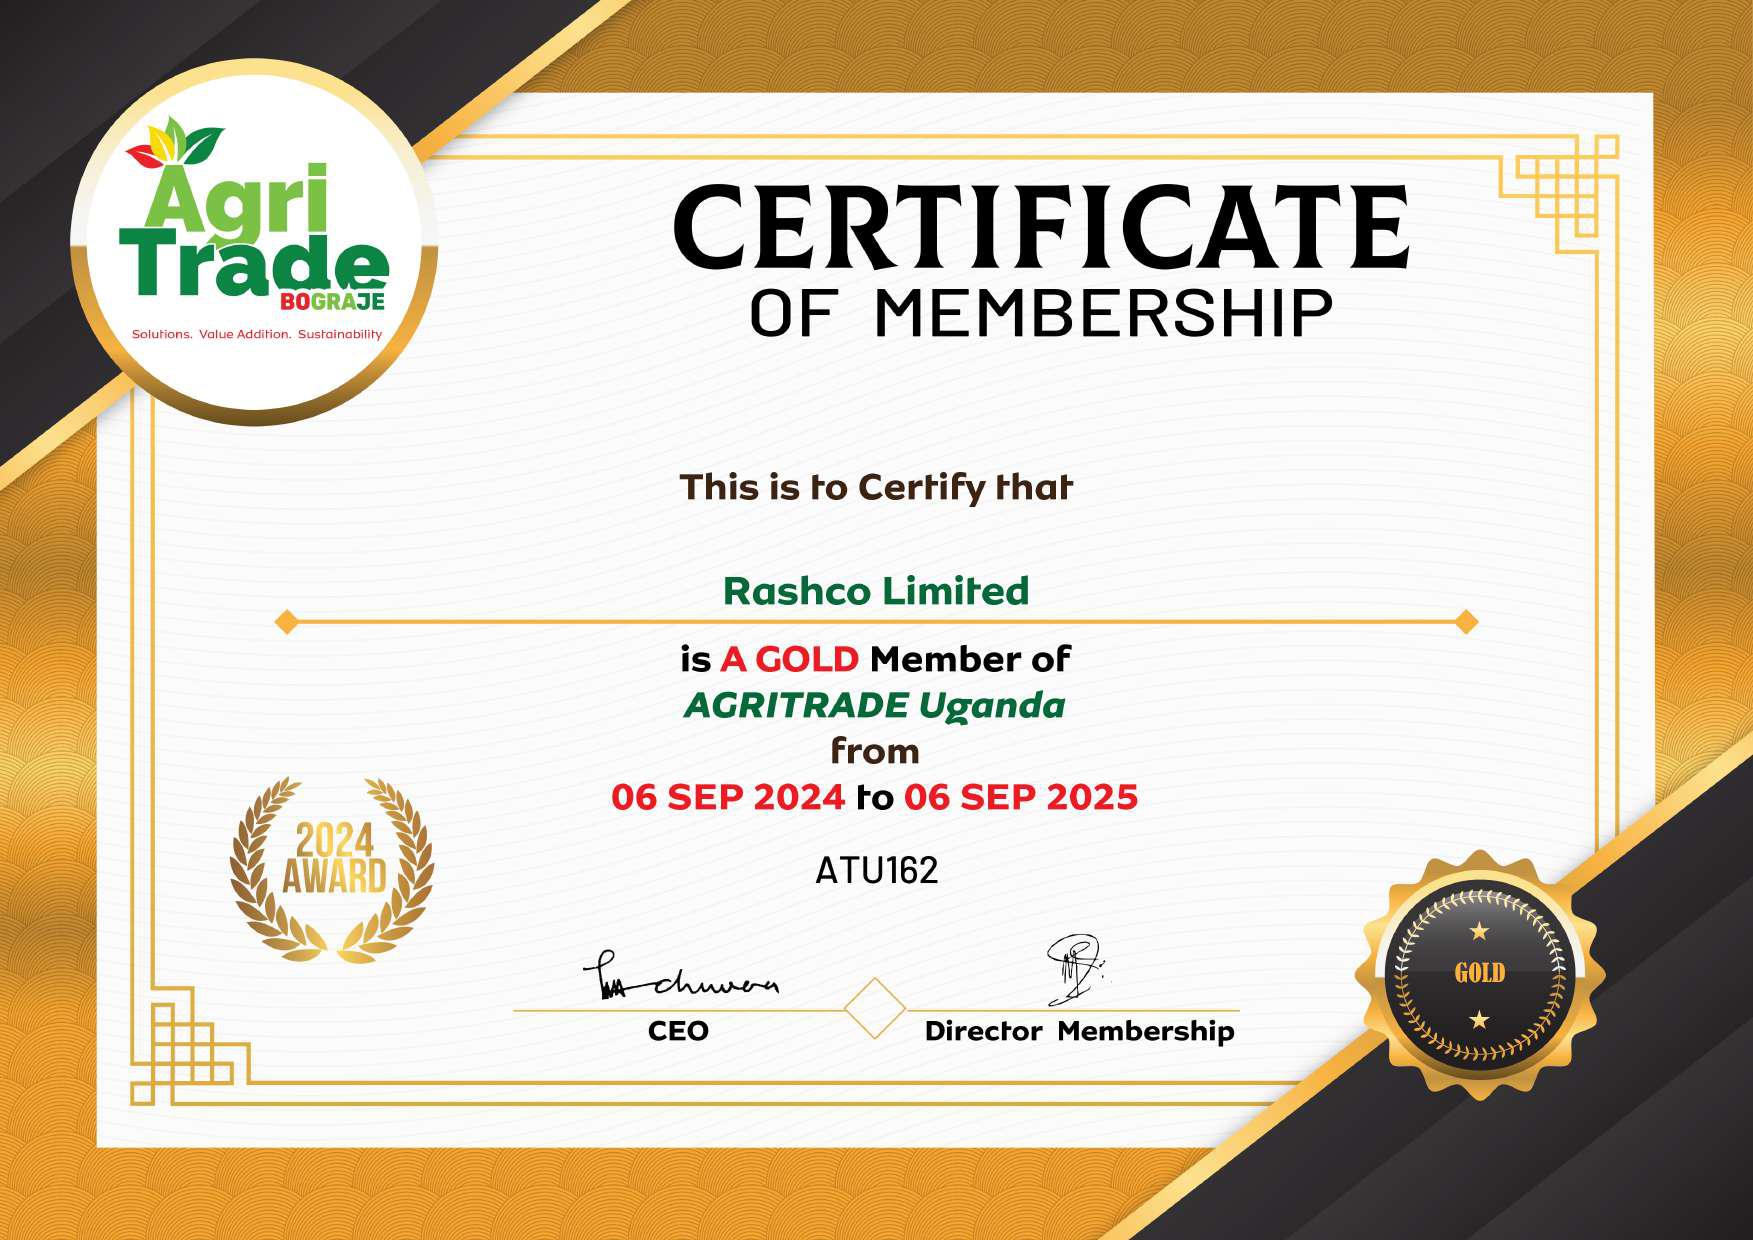 Agri
Trade
BOGRAJE
Solutions. Value Addition. Sustainability
CERTIFICATE
OF MEMBERSHIP
This is to Certify that
Rashco Limited
is A GOLD Member of
AGRITRADE Uganda
from
06 SEP 2024 to 06 SEP 2025
2024
AWARD
ATU162
GOLD
CEO
Director Membership